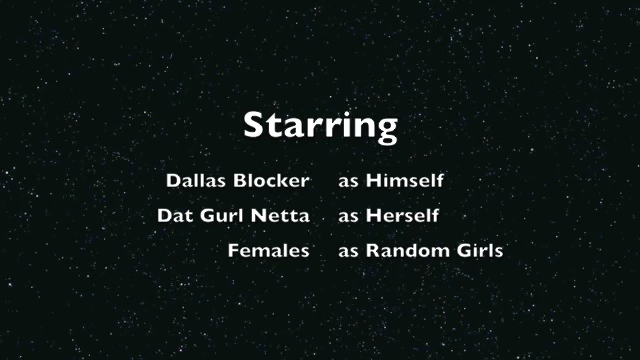 Starring
Dallas Blocker as Himself
Dat Gurl Netta as Herself
Females as Random Girls